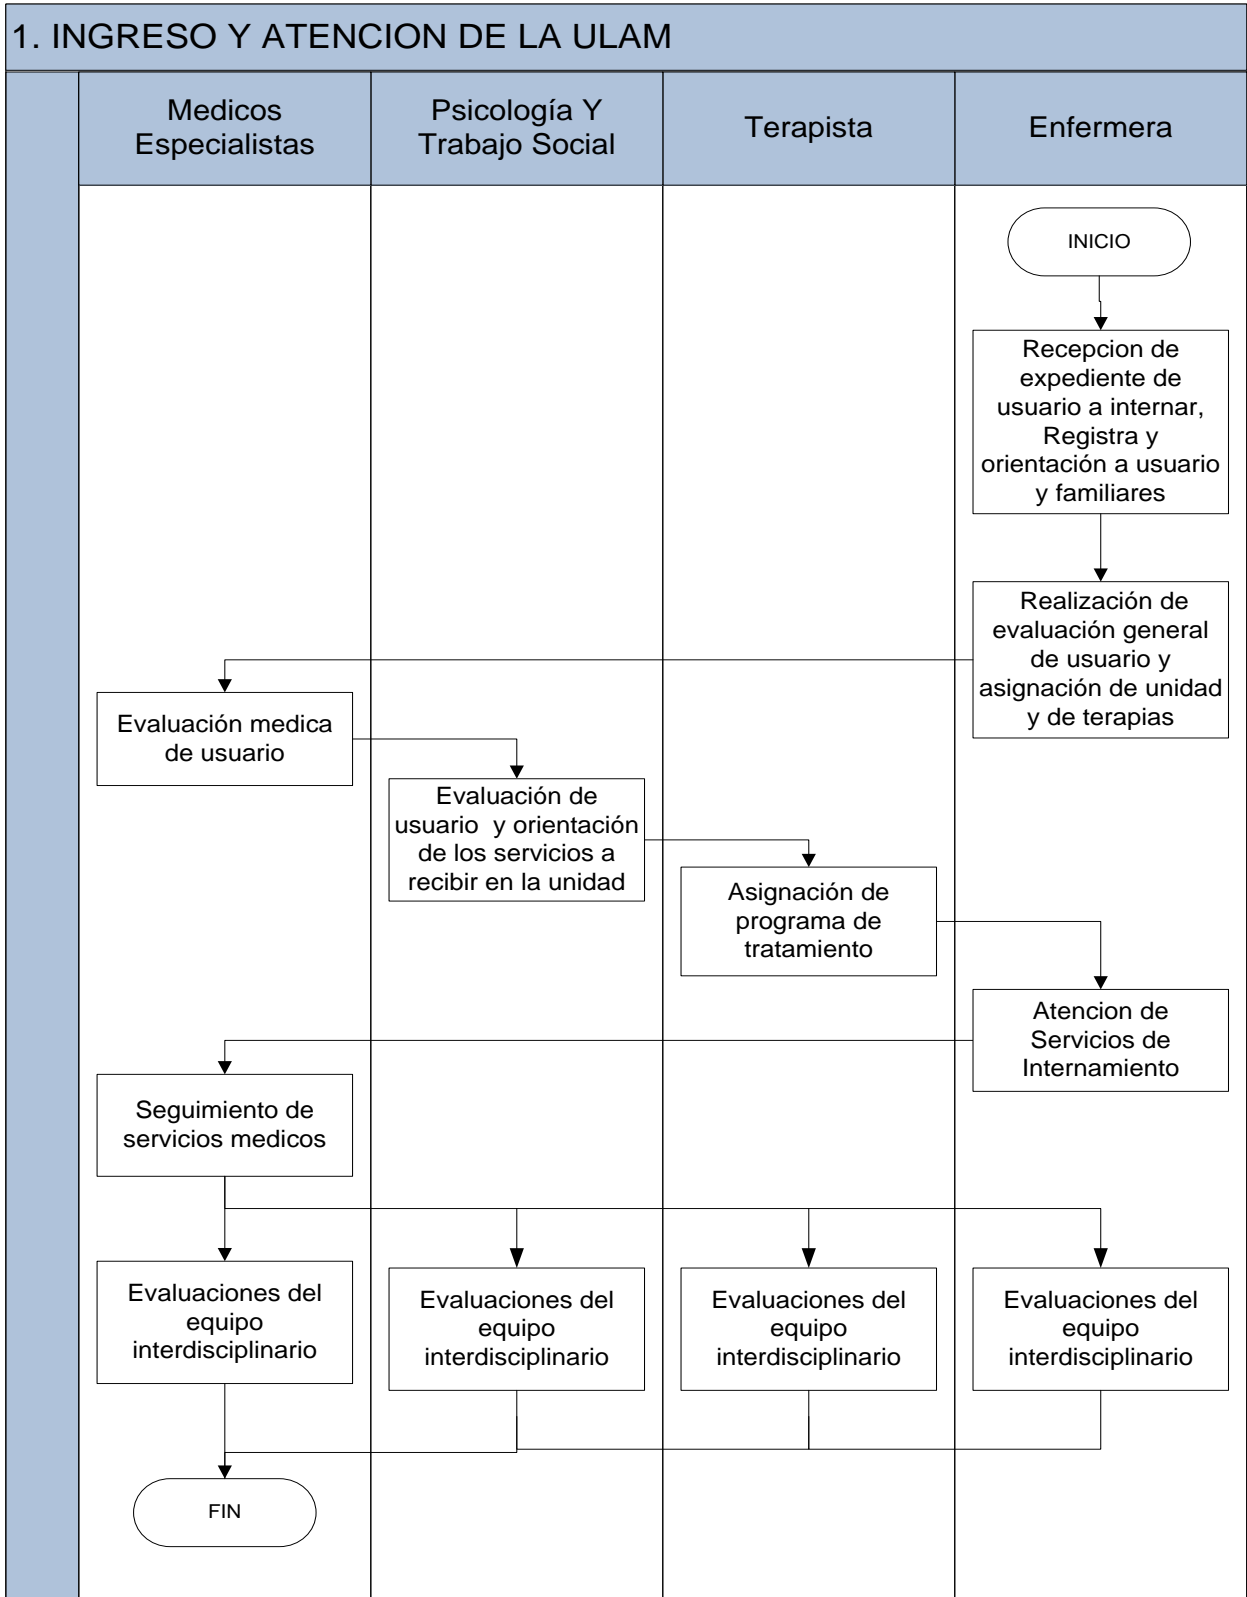 1. INGRESO Y ATENCION DE LA ULAM
Medicos
Especialistas
Psicología Y
Trabajo Social
Terapista
Enfermera
INICIO
Recepcion de
expediente de
usuario a internar,
Registra y
orientación a usuario
y familiares
Realización de
evaluación general
de usuario y
asignación de unidad
y de terapias
Evaluación medica
de usuario
Evaluación de
usuario y orientación
de los servicios a
recibir en la unidad
Asignación de
programa de
tratamiento
Atencion de
Servicios de
Internamiento
Seguimiento de
servicios medicos
Evaluaciones del
equipo
interdisciplinario
Evaluaciones del
equipo
interdisciplinario
Evaluaciones del
equipo
interdisciplinario
Evaluaciones del
equipo
interdisciplinario
FIN